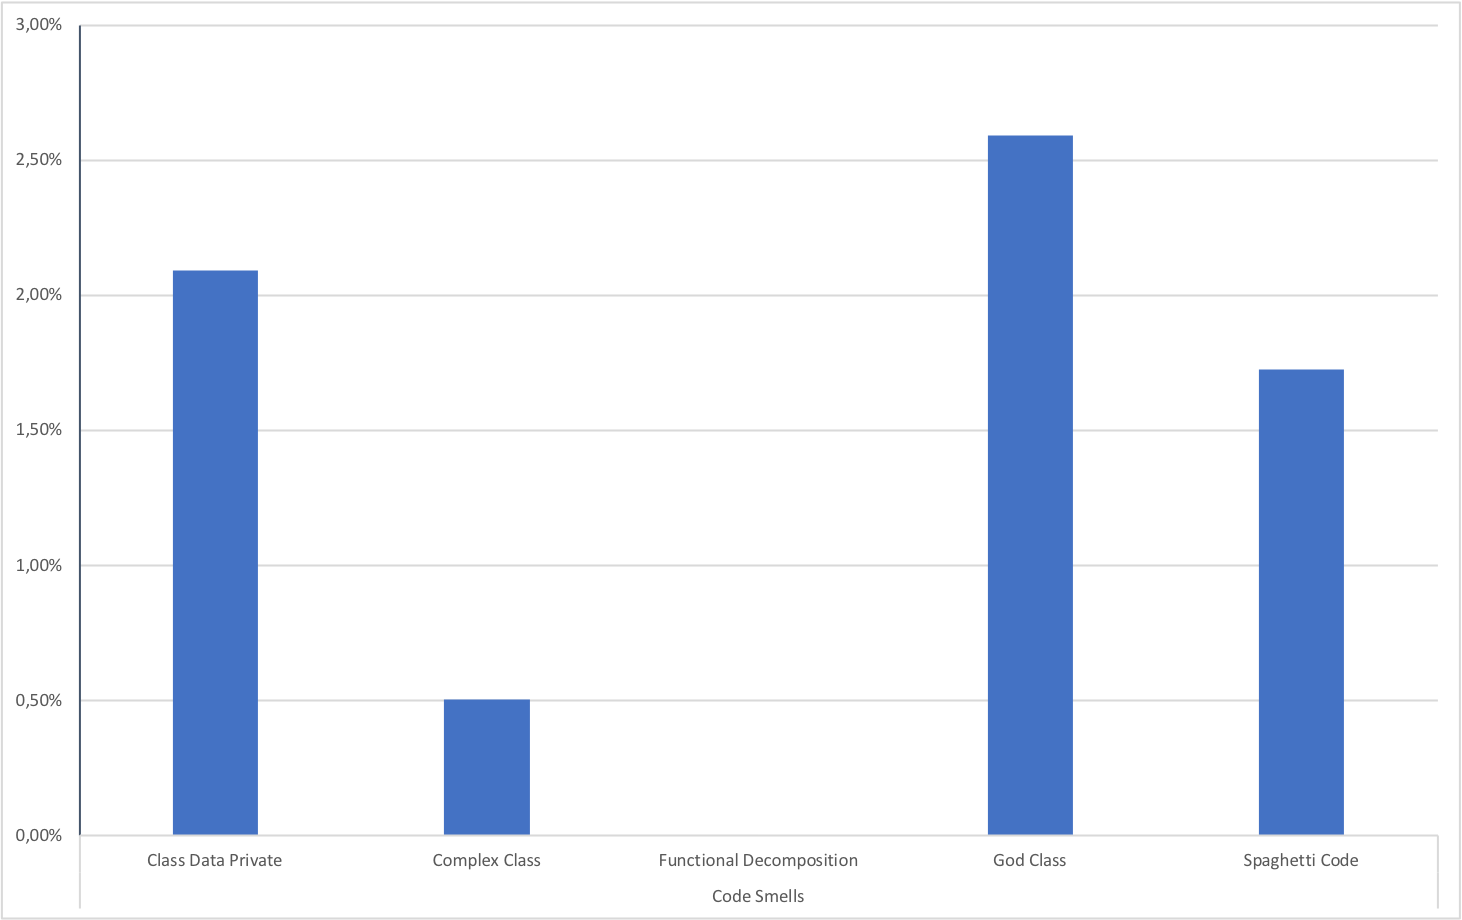 3,00%
2,50%
2,00%
1,50%
1,00%
0,50%
0,00%
Class Data Private
Complex Class
Functional Decomposition
God Class
Spaghetti Code
Code Smells